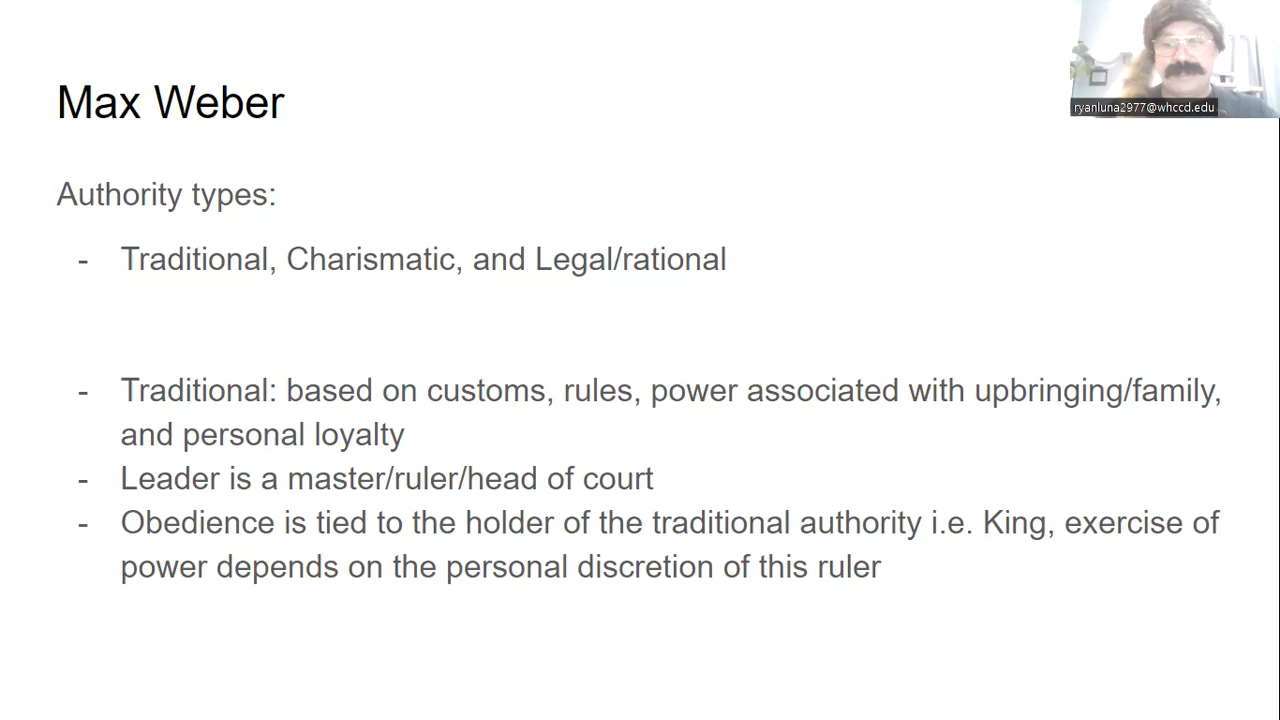 Max Weber
ryanluna2977@whccd.edu
Authority types:
- Traditional, Charismatic, and Legal/rational
- Traditional: based on customs, rules, power associated with upbringing/family,
and personal loyalty
- Leader is a master/ruler/head of court
- Obedience is tied to the holder of the traditional authority i.e. King, exercise of
power depends on the personal discretion of this ruler